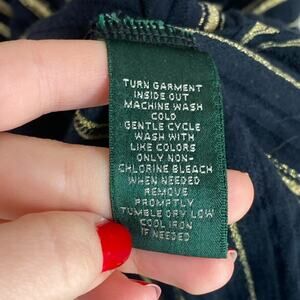 TURN GARMENT
INSIDE OUT
MACHINE WASH
COLD
GENTLE CYCLE
WASH WITH
LIKE COLORS
ONLY NON-
CHLORINE BLEACH
WHEN NEEDED
REMOVE
PROMPTLY
TUMBLE DRY LOW
COOL IRON
IF NEEDED